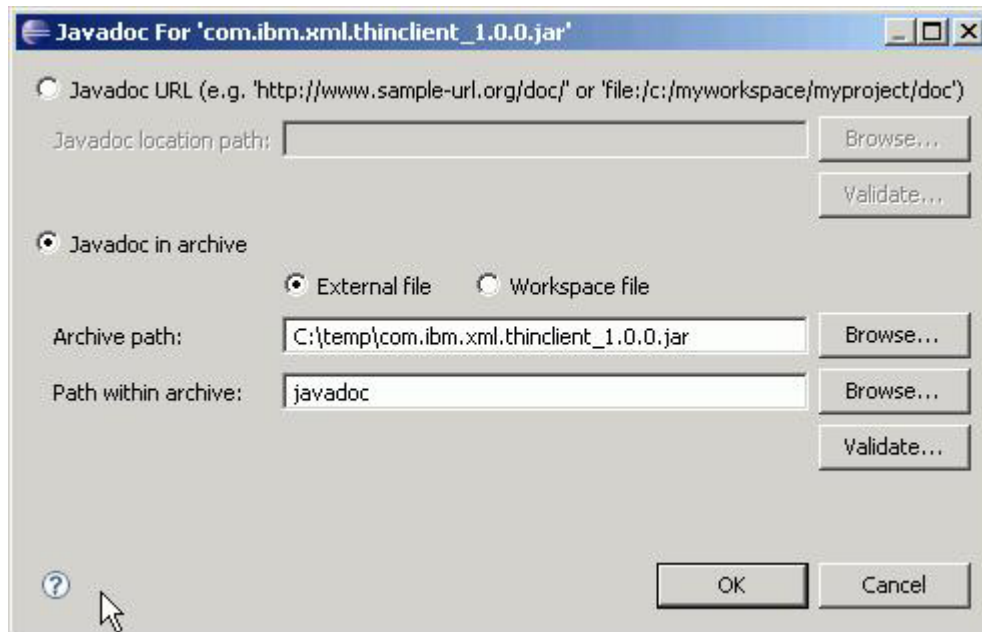 Javadoc For 'com.ibm.xml.thinclient_1.0.0.jar'
Javadoc URL (e.g. 'http://www.sample-url.org/doc/' or 'file:/c:/myworkspace/myproject/doc')
Javadoc location path: Browse...
Validate...
Javadoc in archive
External file Workspace file
Archive path: C:\temp\com.ibm.xml.thinclient_1.0.0.jar Browse...
Path within archive: javadoc Browse...
Validate...
? OK Cancel